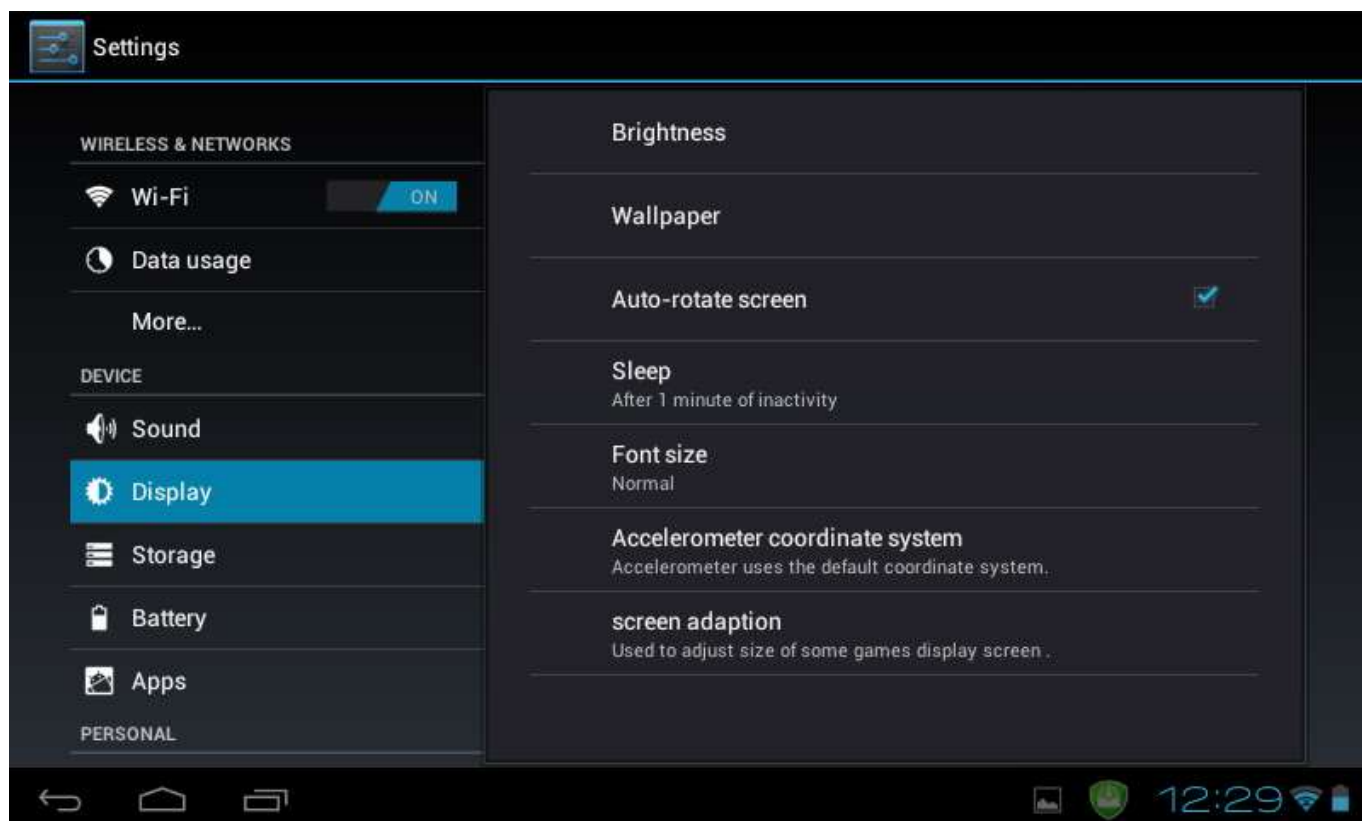 Settings
WIRELESS & NETWORKS
Wi-Fi
ON
Data usage
More...
DEVICE
Sound
Display
Storage
Battery
Apps
PERSONAL
Brightness
Wallpaper
Auto-rotate screen
Sleep
After 1 minute of inactivity
Font size
Normal
Accelerometer coordinate system
Accelerometer uses the default coordinate system.
screen adaption
Used to adjust size of some games display screen .
12:29